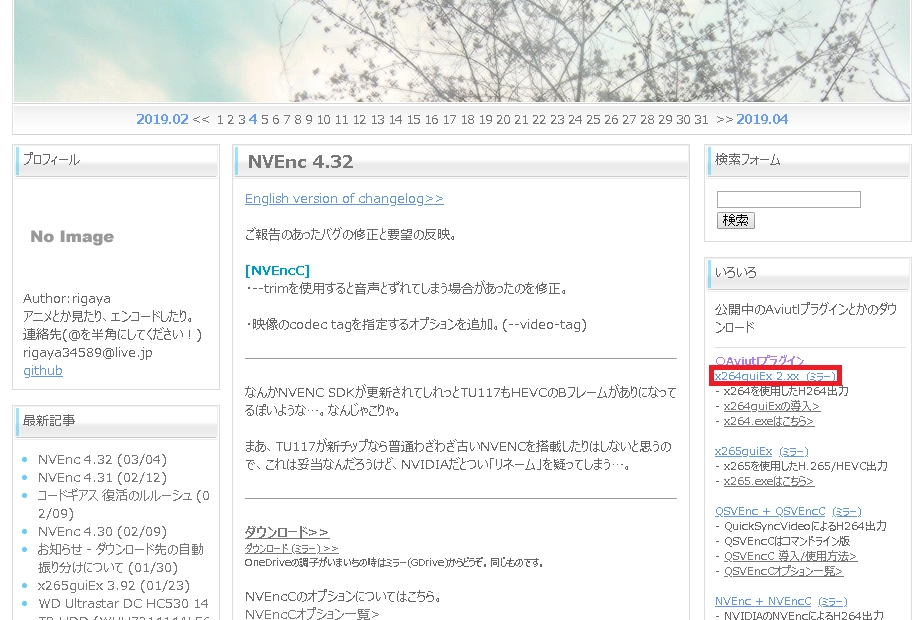 2019.02 << 1 2 3 4 5 6 7 8 9 10 11 12 13 14 15 16 17 18 19 20 21 22 23 24 25 26 27 28 29 30 31 >> 2019.04
プロフィール
No Image
Author:rigaya
アニメとか見たり、エンコードしたり。
連絡先(@を半角にしてください！)
rigaya34589@live.jp
github
最新記事
NVEnc 4.32 (03/04)
NVEnc 4.31 (02/12)
コードギアス 復活のルルーシュ (0
2/09)
NVEnc 4.30 (02/09)
お知らせ - ダウンロード先の自動
振り分けについて (01/30)
x265guiEx 3.92 (01/23)
WD Ultrastar DC HC530 14
NVEnc 4.32
English version of changelog>>
ご報告のあったバグの修正と要望の反映。
[NVEncC]
・--trimを使用すると音声とずれてしまう場合があったのを修正。
・映像のcodec tagを指定するオプションを追加。(--video-tag)
なんかNVENC SDKが更新されてしれっとTU117もHEVCのBフレームがありになって
るぽいような…。なんじゃこりゃ。
まあ、TU117が新チップなら普通わざわざ古いNVENCを搭載したりはしないと思うの
で、これは妥当なんだろうけど、NVIDIAだとつい「リネーム」を疑ってしまう…。
ダウンロード>>
ダウンロード (ミラー) >>
OneDriveの調子がいまいちの時はミラー(GDrive)からどうぞ。同じものです。
NVEncCのオプションについてはこちら。
NVEncCオプション一覧>
検索フォーム
検索
いろいろ
公開中のAviutlプラグインとかのダウ
ンロード
○Aviutlプラグイン
x264guiEx 2.xx (ミラー)
- x264を使用したH264出力
- x264guiExの導入>
- x264.exeはこちら>
x265guiEx (ミラー)
- x265を使用したH.265/HEVC出力
- x265.exeはこちら>
QSVEnc + QSVEncC (ミラー)
- QuickSyncVideoによるH264出力
- QSVEncCはコマンドライン版
- QSVEncC 導入/使用方法>
- QSVEncCオプション一覧>
NVEnc + NVEncC (ミラー)
- NVIDIAのNVEncによるH264出力